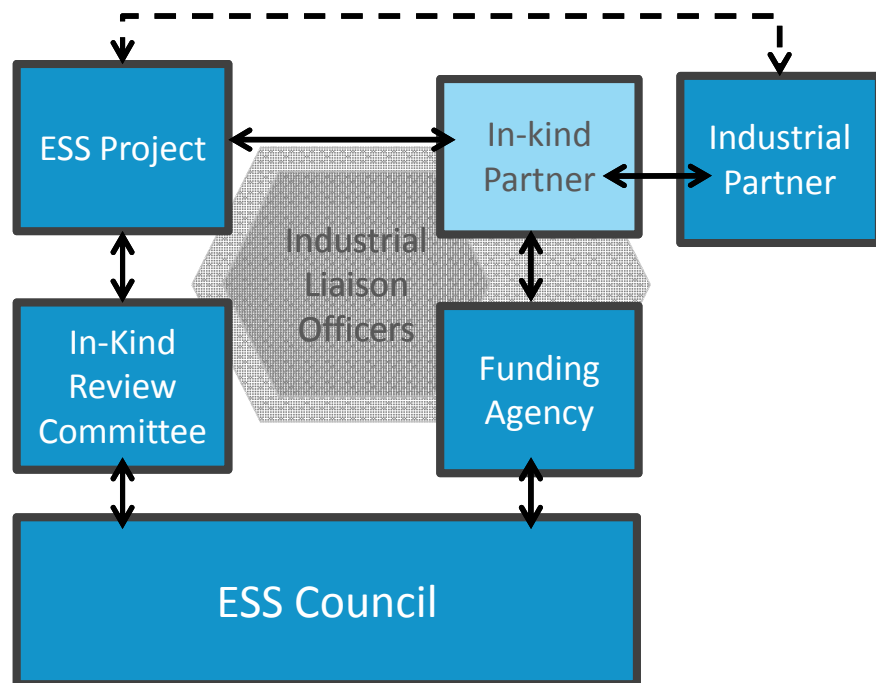 ESS Project
In-kind
Partner
Industrial
Partner
Industrial
Liaison
Officers
In-Kind
Review
Committee
Funding
Agency
ESS Council